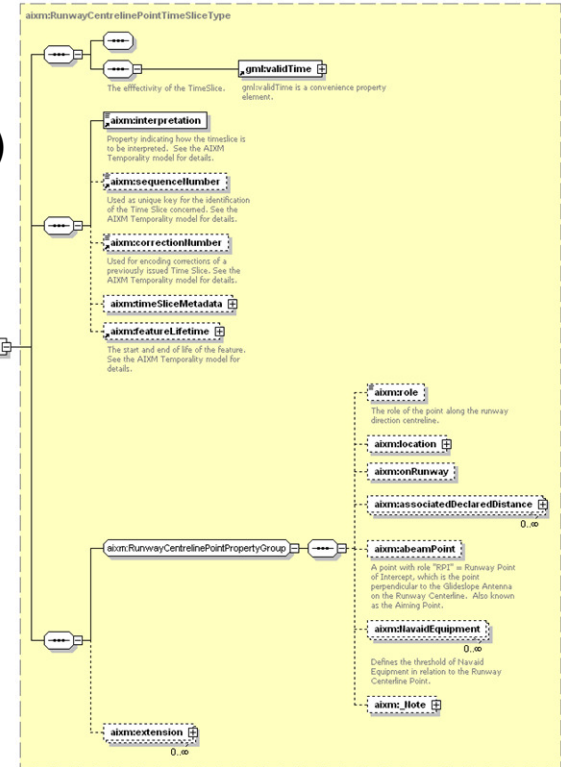 aixm:RunwayCentrelinePointTimeSliceType
gml:validTime
The efffectivity of the TimeSlice.
gml:validTime is a convenience property
element.
aixm:interpretation
Property indicating how the timeslice is
to be interpreted. See the AIXM
Temporality model for details.
aixm:sequenceNumber
Used as unique key for the identification
of the Time Slice concerned. See the
AIXM Temporality model for details.
aixm:correctionNumber
Used for encoding corrections of a
previously issued Time Slice. See the
AIXM Temporality model for details.
aixm:timeSliceMetadata
aixm:featureLifetime
The start and end of life of the feature.
See the AIXM Temporality model for
details.
aixm:RunwayCentrelinePointPropertyGroup
aixm:role
The role of the point along the runway
direction centreline.
aixm:location
aixm:onRunway
aixm:associatedDeclaredDistance
0..∞
aixm:abeamPoint
A point with role "RPI" = Runway Point
of Intercept, which is the point
perpendicular to the Glideslope Antenna
on the Runway Centerline. Also known
as the Aiming Point.
aixm:NavaidEquipment
0..∞
Defines the threshold of Navaid
Equipment in relation to the Runway
Centerline Point.
aixm:_Note
aixm:extension
0..∞